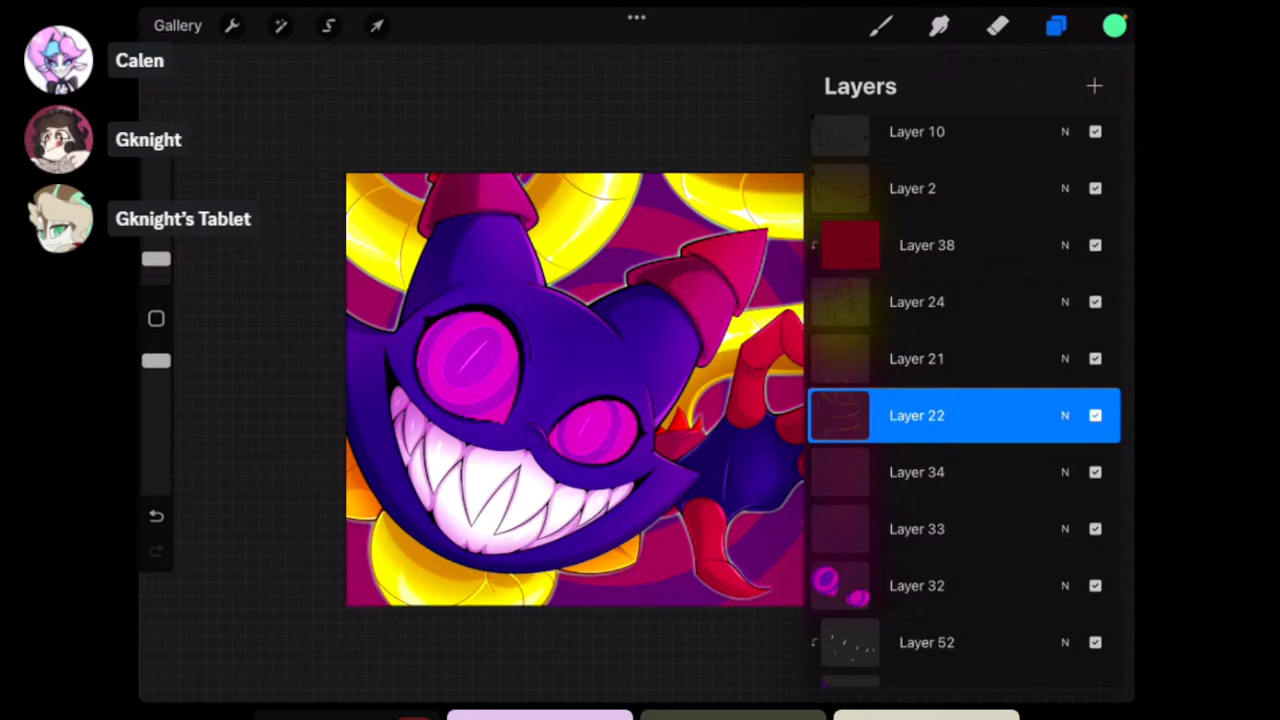 Gallery
Calen
Gknight
Gknight's Tablet
Layers
Layer 10 N
Layer 2 N
Layer 38 N
Layer 24 N
Layer 21 N
Layer 22 N
Layer 34 N
Layer 33 N
Layer 32 N
Layer 52 N